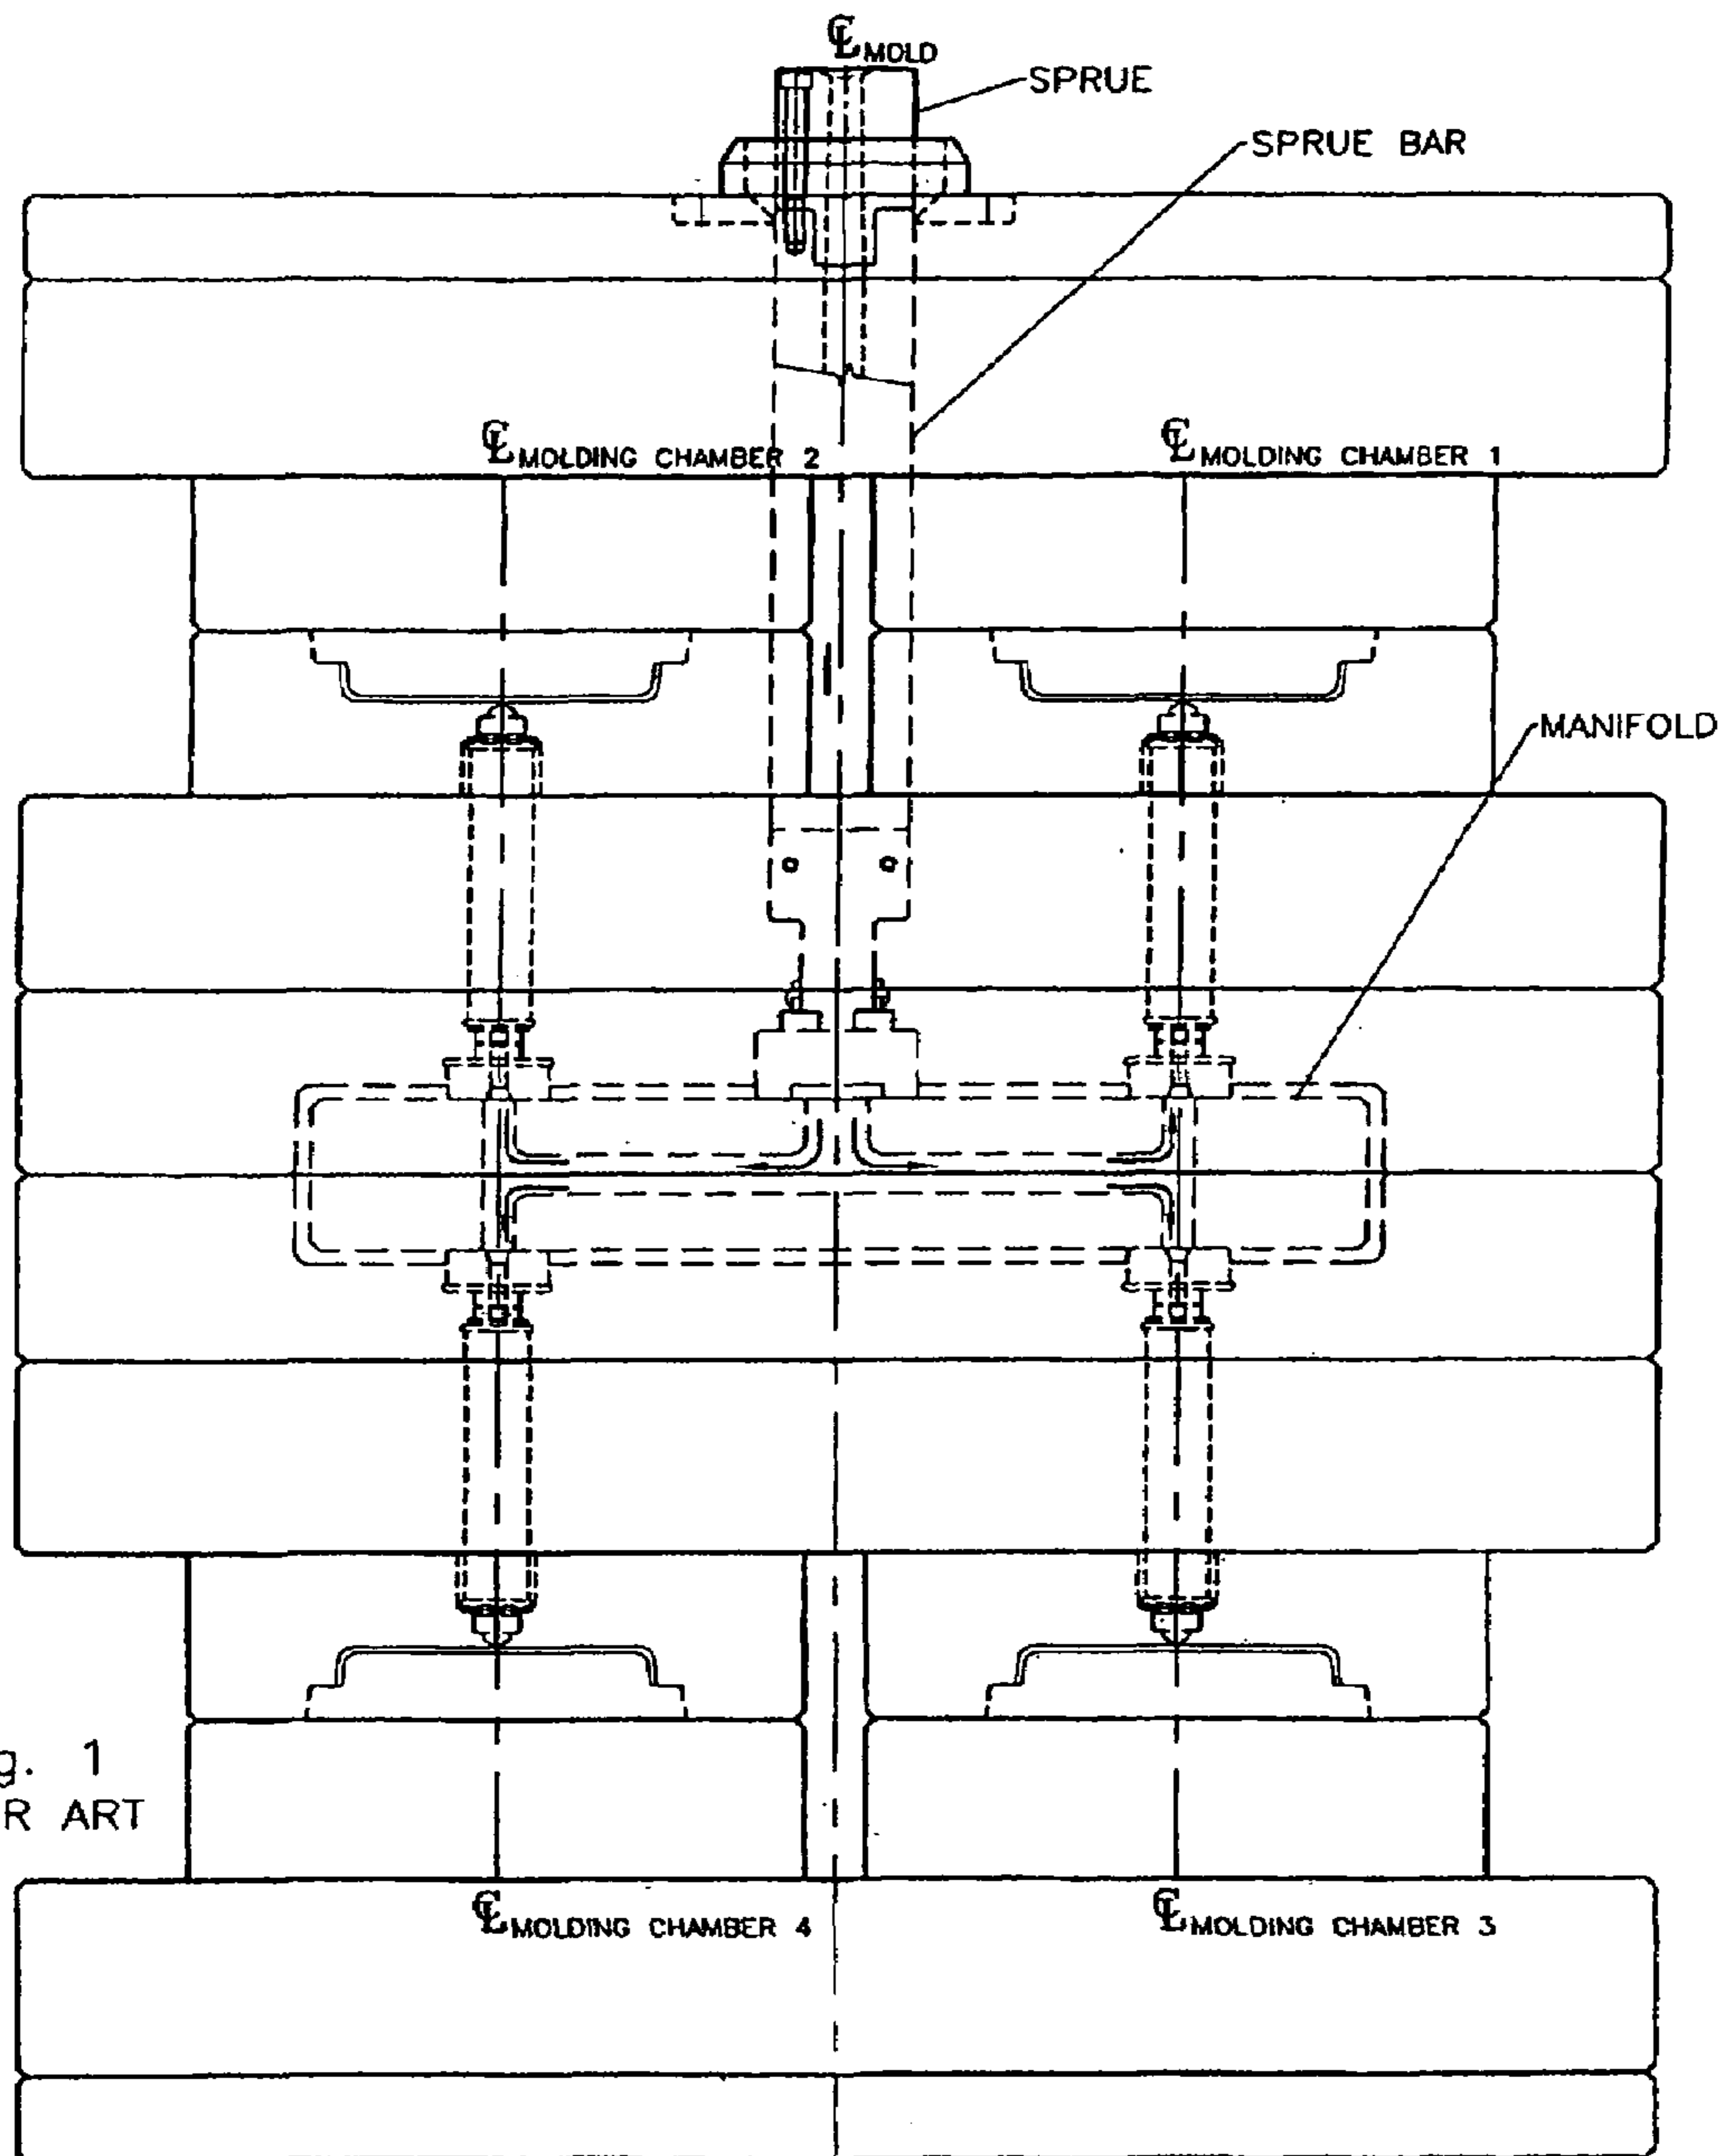 ℄ MOLD
SPRUE
SPRUE BAR
℄ MOLDING CHAMBER 2
℄ MOLDING CHAMBER 1
MANIFOLD
g. 1
R ART
℄ MOLDING CHAMBER 4
℄ MOLDING CHAMBER 3